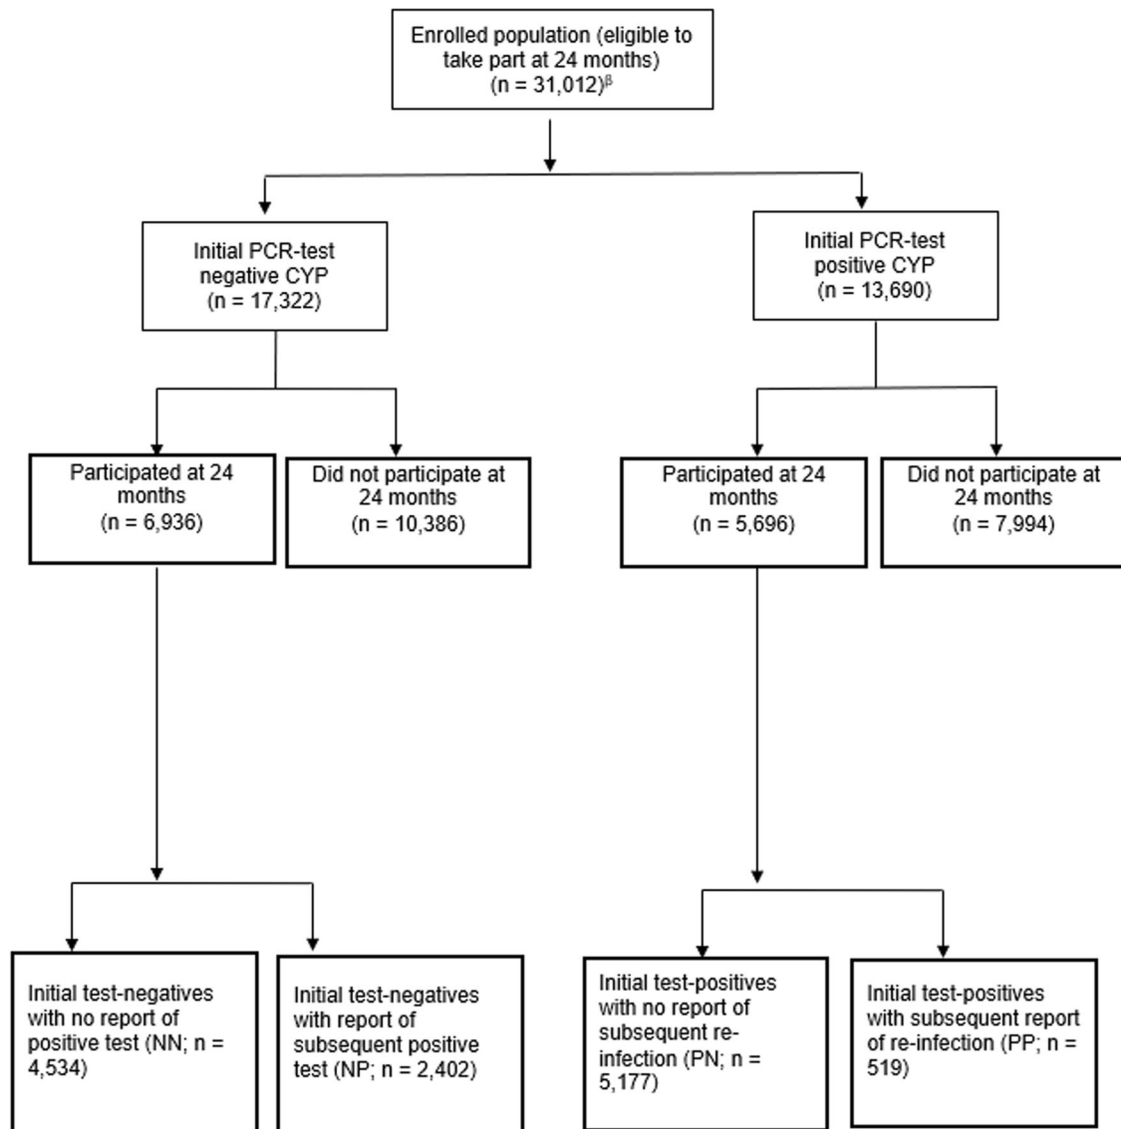 Enrolled population (eligible to
take part at 24 months)
(n = 31,012)ᵝ
Initial PCR-test
negative CYP
(n = 17,322)
Initial PCR-test
positive CYP
(n = 13,690)
Participated at 24
months
(n = 6,936)
Did not participate at
24 months
(n = 10,386)
Participated at 24
months
(n = 5,696)
Did not participate at
24 months
(n = 7,994)
Initial test-negatives
with no report of
positive test (NN; n =
4,534)
Initial test-negatives
with report of
subsequent positive
test (NP; n = 2,402)
Initial test-positives
with no report of
subsequent re-
infection (PN; n =
5,177)
Initial test-positives
with subsequent report
of re-infection (PP; n =
519)